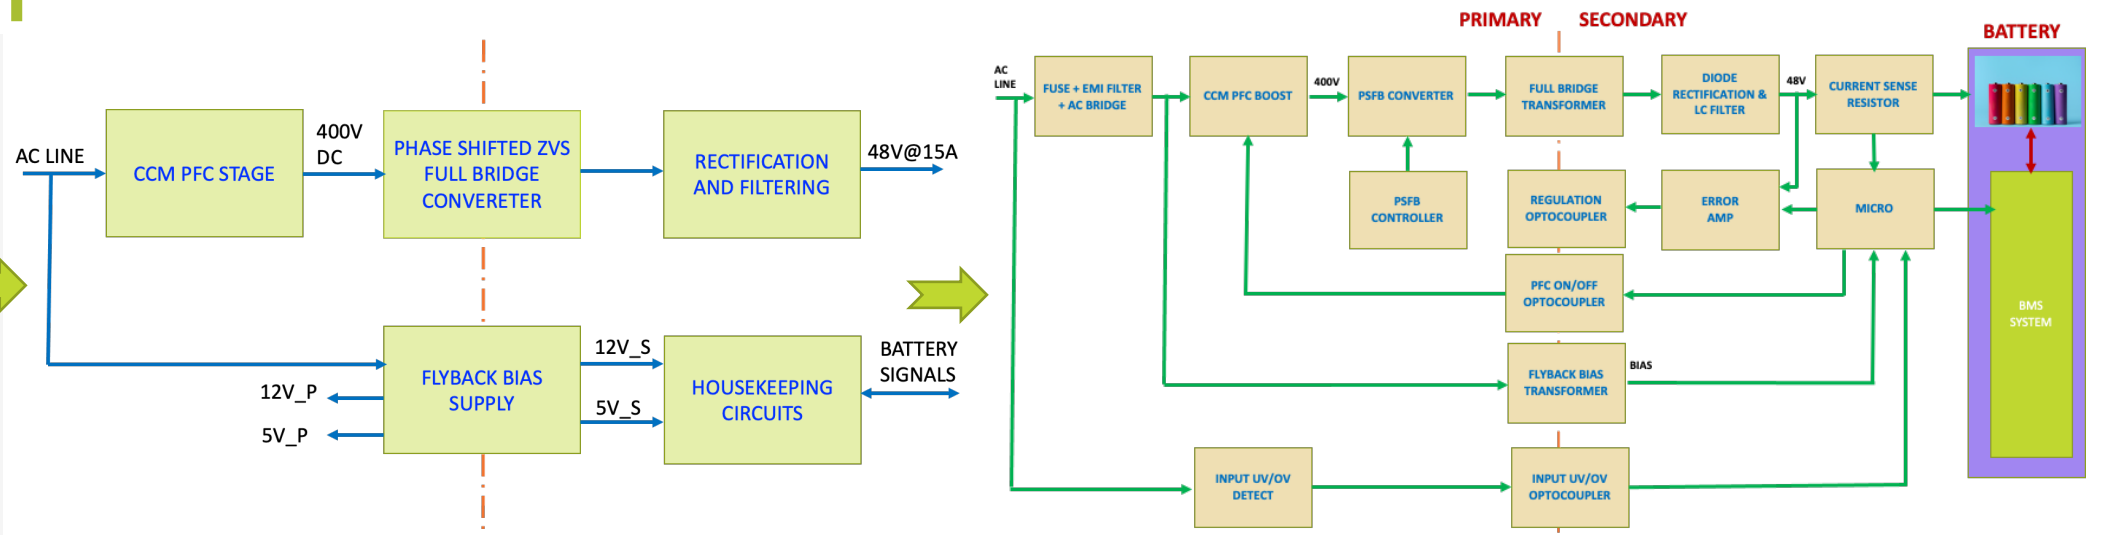 AC LINE
CCM PFC STAGE
400V
DC
PHASE SHIFTED ZVS
FULL BRIDGE
CONVERETER
RECTIFICATION
AND FILTERING
48V@15A
12V_P
5V_P
FLYBACK BIAS
SUPPLY
12V_S
5V_S
HOUSEKEEPING
CIRCUITS
BATTERY
SIGNALS
PRIMARY
SECONDARY
BATTERY
AC
LINE
FUSE + EMI FILTER
+ AC BRIDGE
CCM PFC BOOST
400V
PSFB CONVERTER
FULL BRIDGE
TRANSFORMER
DIODE
RECTIFICATION &
LC FILTER
48V
CURRENT SENSE
RESISTOR
PSFB
CONTROLLER
REGULATION
OPTOCOUPLER
ERROR
AMP
MICRO
PFC ON/OFF
OPTOCOUPLER
BMS
SYSTEM
FLYBACK BIAS
TRANSFORMER
BIAS
INPUT UV/OV
DETECT
INPUT UV/OV
OPTOCOUPLER